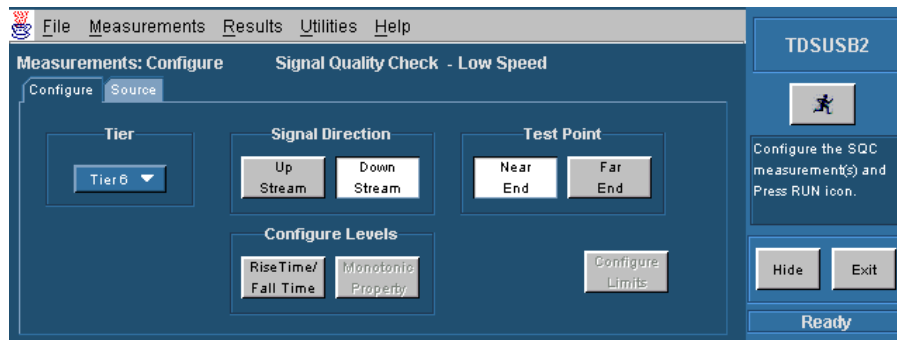 File Measurements Results Utilities Help
TDSUSB2
Measurements: Configure Signal Quality Check - Low Speed
Configure Source
Tier
Signal Direction
Test Point
Tier6
Up
Stream
Down
Stream
Near
End
Far
End
Configure the SQC
measurement(s) and
Press RUN icon.
Configure Levels
RiseTime/
Fall Time
Monotonic
Property
Configure
Limits
Hide
Exit
Ready